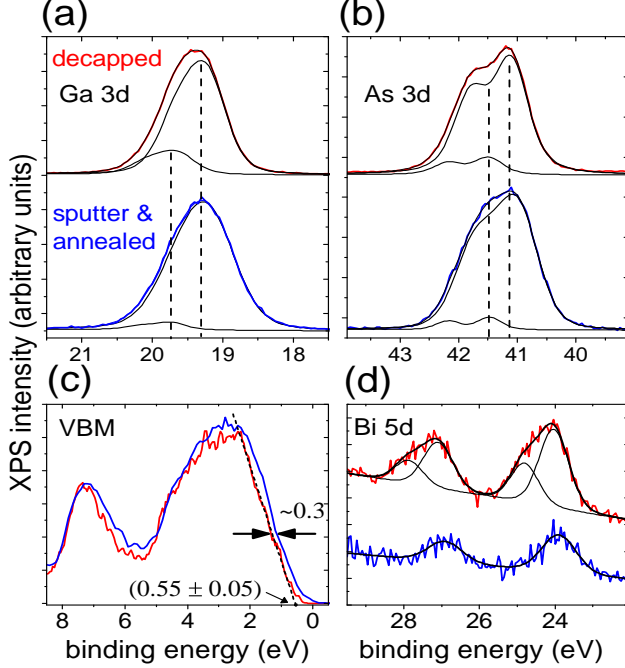 (a)
(b)
decapped
Ga 3d
As 3d
sputter &
annealed
XPS intensity (arbitrary units)
21 20 19 18
43 42 41 40
(c)
(d)
VBM
Bi 5d
~0.3
(0.55 ± 0.05)
8 6 4 2 0
28 26 24
binding energy (eV)
binding energy (eV)